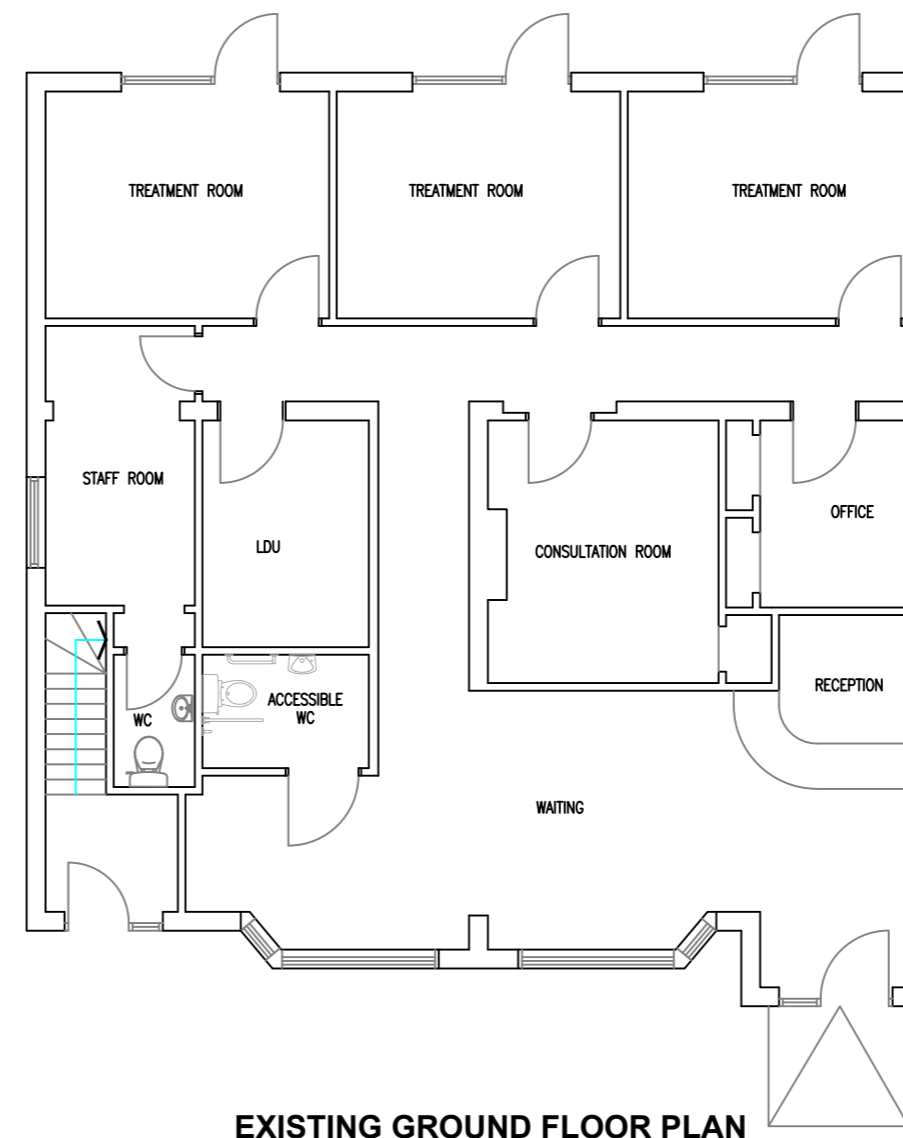 TREATMENT ROOM
TREATMENT ROOM
TREATMENT ROOM
STAFF ROOM
LDU
CONSULTATION ROOM
OFFICE
WC
ACCESSIBLE
WC
RECEPTION
WAITING
EXISTING GROUND FLOOR PLAN